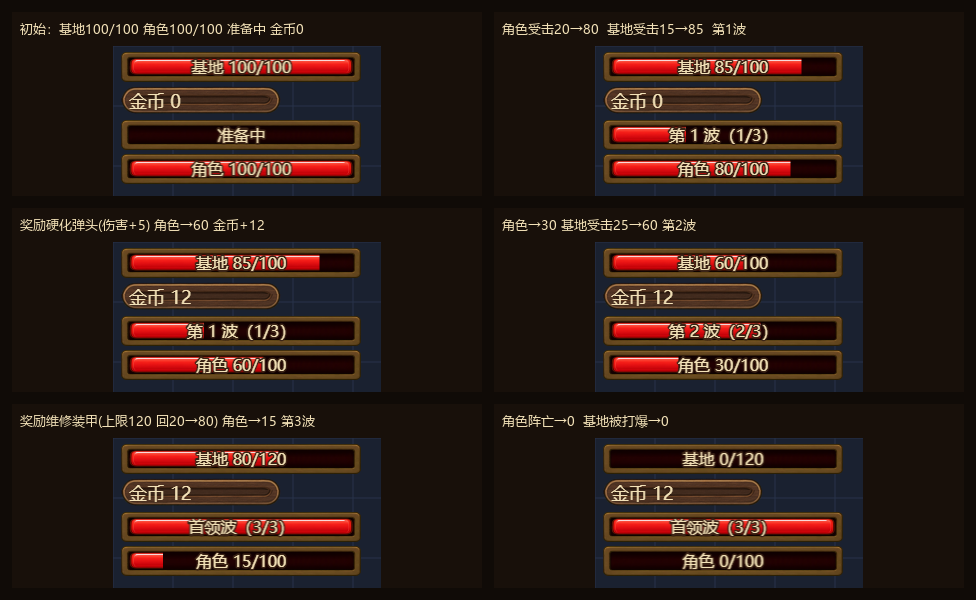 初始：基地100/100 角色100/100 准备中 金币0
基地 100/100
金币 0
准备中
角色 100/100
角色受击20→80  基地受击15→85  第1波
基地 85/100
金币 0
第 1 波（1/3）
角色 80/100
奖励硬化弹头(伤害+5) 角色→60 金币+12
基地 85/100
金币 12
第 1 波（1/3）
角色 60/100
角色→30 基地受击25→60 第2波
基地 60/100
金币 12
第 2 波（2/3）
角色 30/100
奖励维修装甲(上限120 回20→80) 角色→15 第3波
基地 80/120
金币 12
首领波（3/3）
角色 15/100
角色阵亡→0  基地被打爆→0
基地 0/120
金币 12
首领波（3/3）
角色 0/100